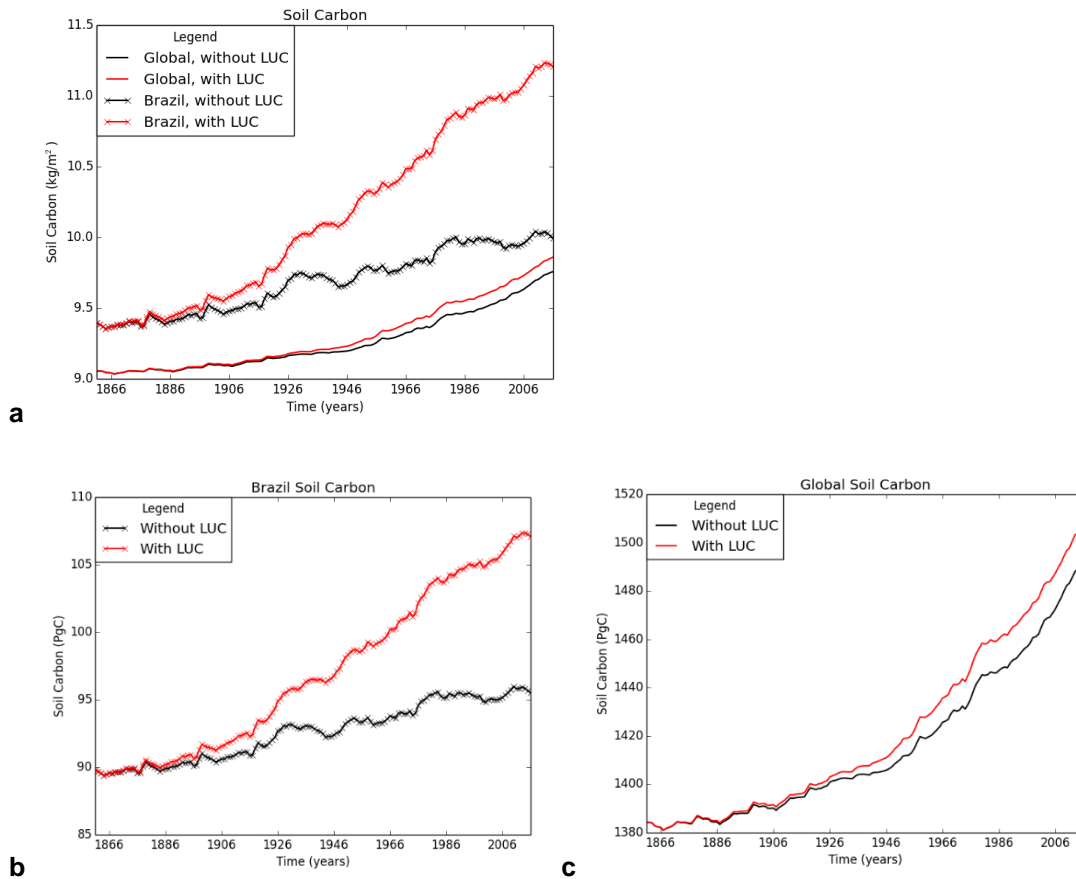 Soil Carbon
Legend
Global, without LUC
Global, with LUC
Brazil, without LUC
Brazil, with LUC
11.5
11.0
10.5
10.0
9.5
9.0
Soil Carbon (kg/m²)
1866 1886 1906 1926 1946 1966 1986 2006
Time (years)
a
Brazil Soil Carbon
Legend
Without LUC
With LUC
110
105
100
95
90
85
Soil Carbon (PgC)
1866 1886 1906 1926 1946 1966 1986 2006
Time (years)
b
Global Soil Carbon
Legend
Without LUC
With LUC
1520
1500
1480
1460
1440
1420
1400
1380
Soil Carbon (PgC)
1866 1886 1906 1926 1946 1966 1986 2006
Time (years)
c